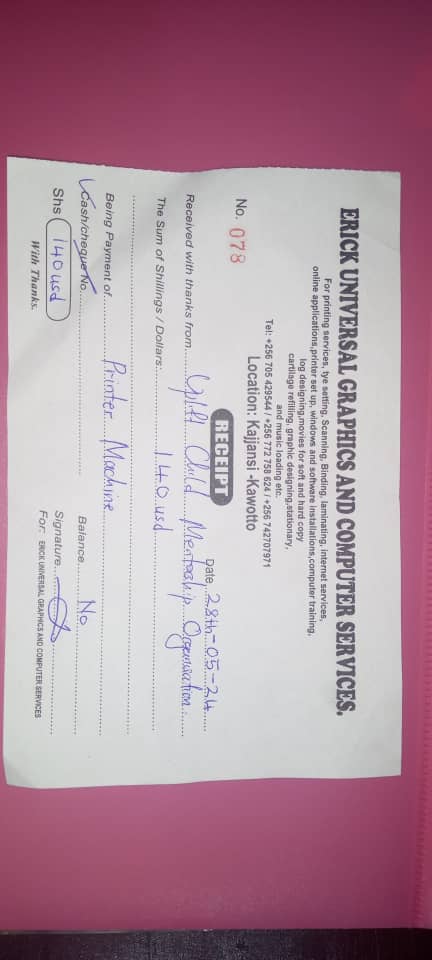 ERICK UNIVERSAL GRAPHICS AND COMPUTER SERVICES.
For printing services, tye setting, Scanning, Binding, laminating, internet services,
online applications,printer set up, windows and software installations,computer training,
log designing,movies for soft and hard copy
cartilage refilling, graphic designing,stationary,
and music loading etc.
Tel: +256 705 429544 / +256 772 758 624 / +256 742707971
Location: Kajjansi -Kawotto
No. 078
RECEIPT
Date 28th-05-24
Received with thanks from Uplift Child Mentorship Organisation
The Sum of Shillings / Dollars: 140 usd
Being Payment of Printer Machine
Cash/cheque No. Balance No
Shs 140 usd Signature
With Thanks. For: ERICK UNIVERSAL GRAPHICS AND COMPUTER SERVICES